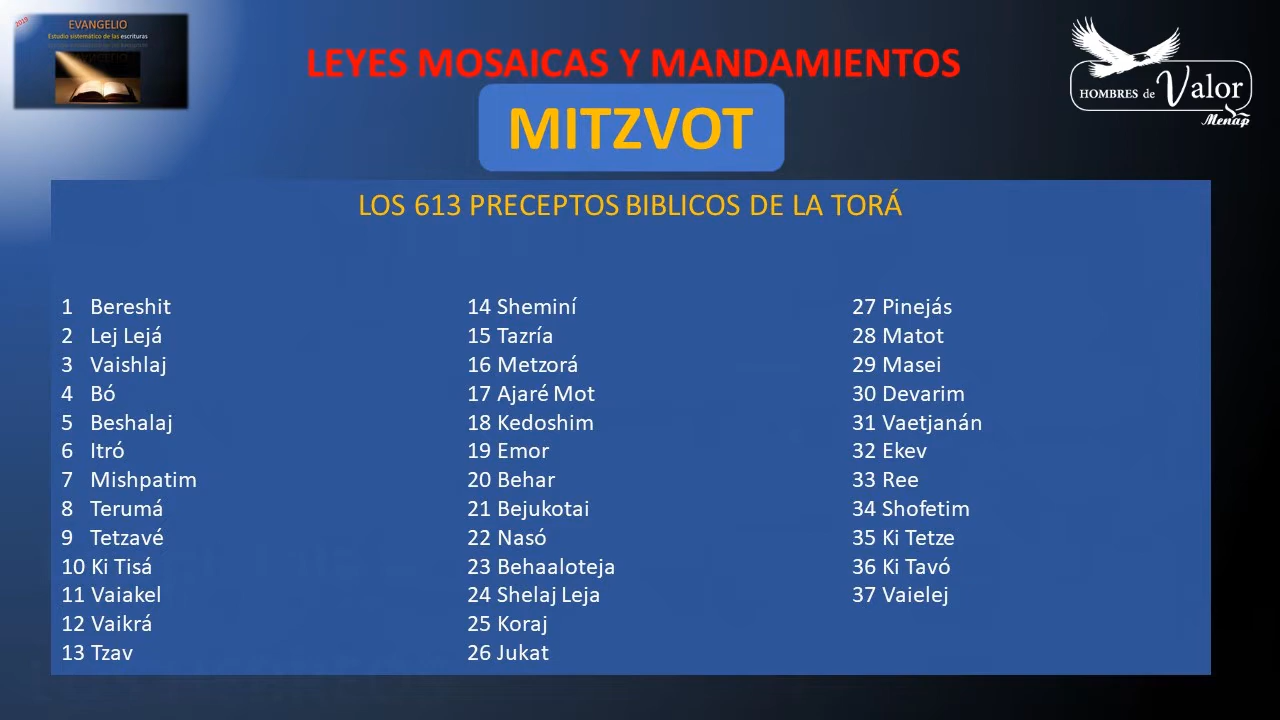 2019
EVANGELIO
Estudio sistemático de las escrituras
LEYES MOSAICAS Y MANDAMIENTOS
HOMBRES de Valor
Menap
MITZVOT
LOS 613 PRECEPTOS BIBLICOS DE LA TORÁ
1 Bereshit
2 Lej Lejá
3 Vaishlaj
4 Bó
5 Beshalaj
6 Itró
7 Mishpatim
8 Terumá
9 Tetzavé
10 Ki Tisá
11 Vaiakel
12 Vaikrá
13 Tzav
14 Sheminí
15 Tazría
16 Metzorá
17 Ajaré Mot
18 Kedoshim
19 Emor
20 Behar
21 Bejukotai
22 Nasó
23 Behaaloteja
24 Shelaj Leja
25 Koraj
26 Jukat
27 Pinejás
28 Matot
29 Masei
30 Devarim
31 Vaetjanán
32 Ekev
33 Ree
34 Shofetim
35 Ki Tetze
36 Ki Tavó
37 Vaielej